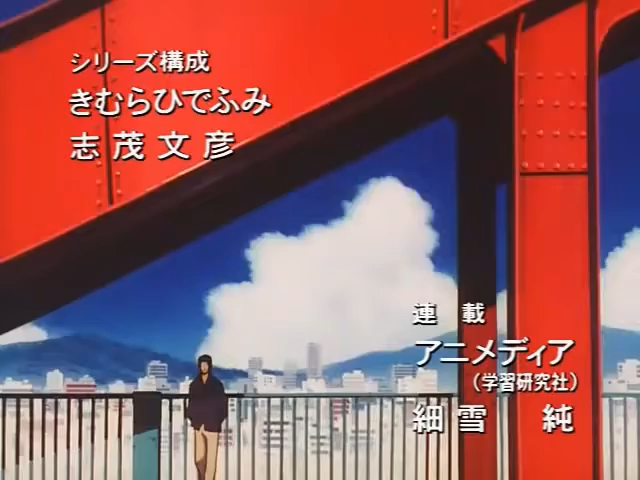 シリーズ構成
きむらひでふみ
志茂文彦
連載
アニメディア
(学習研究社)
細雪 純